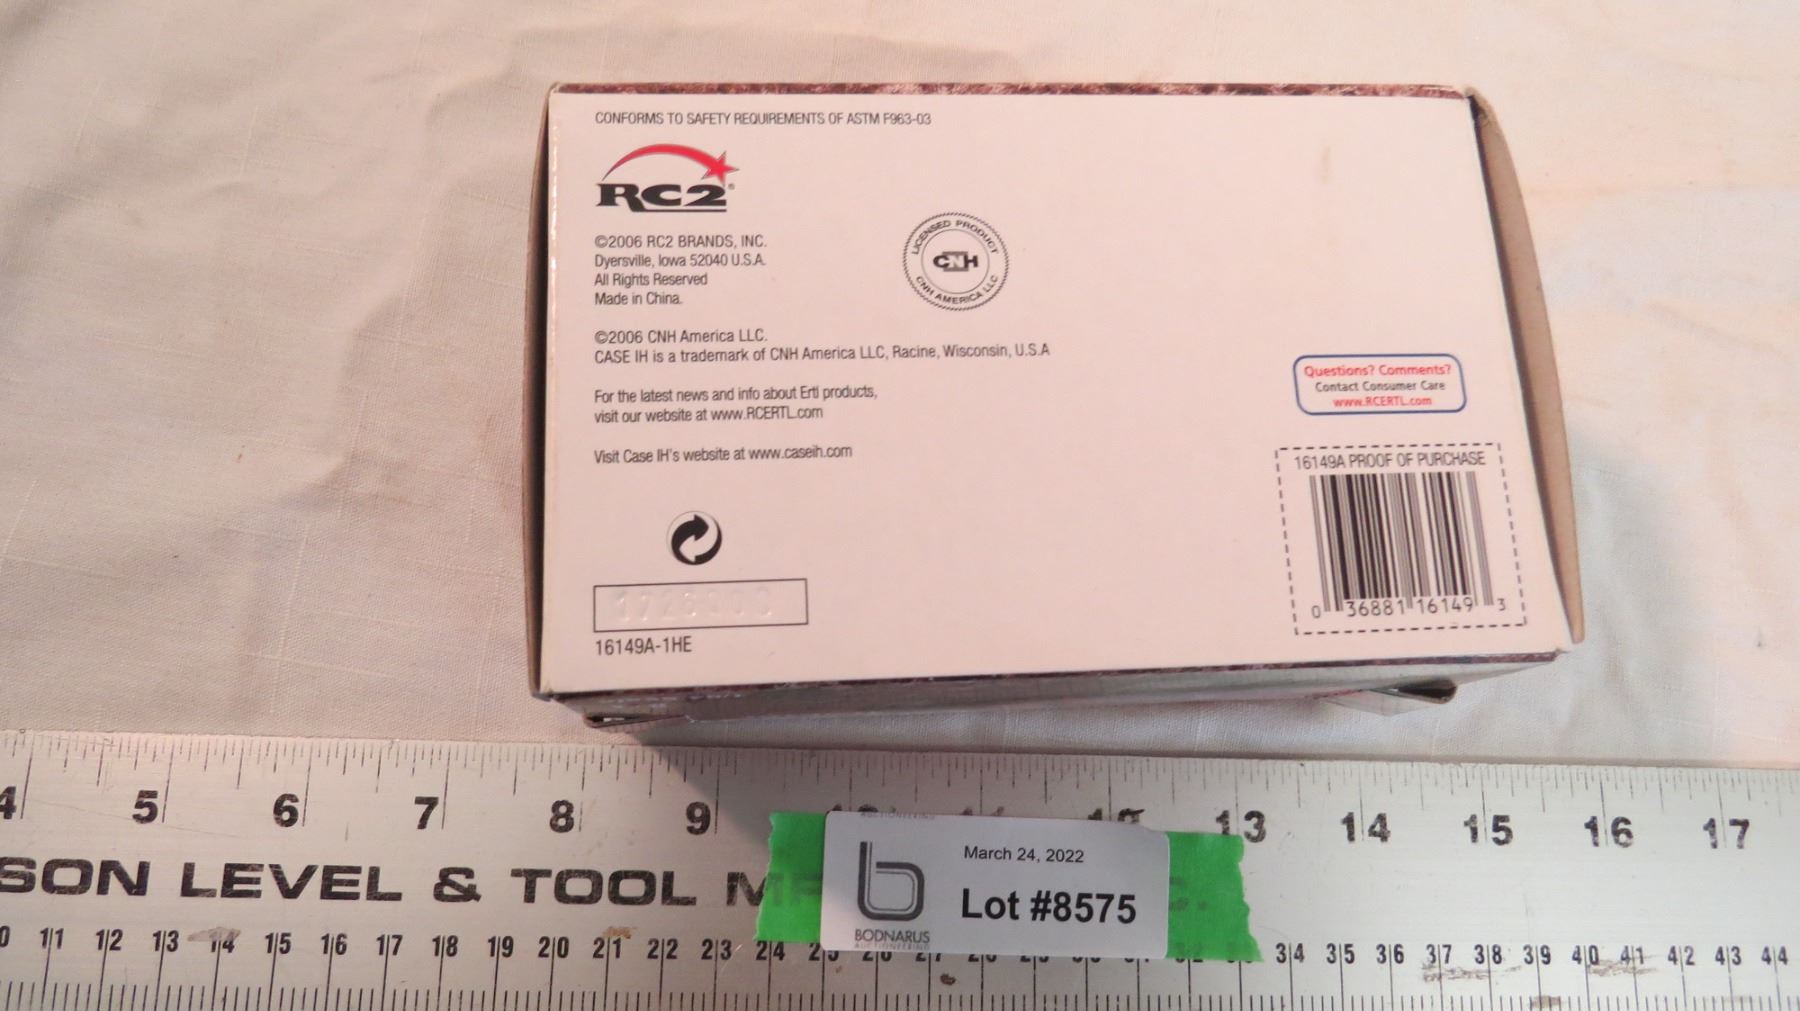 CONFORMS TO SAFETY REQUIREMENTS OF ASTM F963-03
RC2®
©2006 RC2 BRANDS, INC.
Dyersville, Iowa 52040 U.S.A.
All Rights Reserved
Made in China.
LICENSED PRODUCT
CNH
CNH AMERICA LLC
©2006 CNH America LLC.
CASE IH is a trademark of CNH America LLC, Racine, Wisconsin, U.S.A
For the latest news and info about Ertl products,
visit our website at www.RCERTL.com
Visit Case IH's website at www.caseih.com
Questions? Comments?
Contact Consumer Care
www.RCERTL.com
16149A PROOF OF PURCHASE
0 36881 16149 3
16149A-1HE
4 5 6 7 8 9 13 14 15 16 17
SON LEVEL & TOOL
AUCTIONEERING
March 24, 2022
Lot #8575
BODNARUS
AUCTIONEERING
11 12 13 14 15 16 17 18 19 20 21 22 23 24 34 35 36 37 38 39 40 41 42 43 44